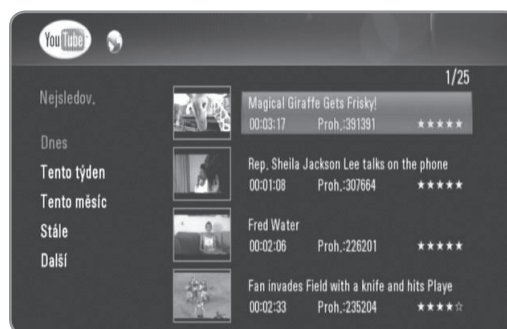 YouTube
1/25
Nejsledov.
Dnes
Tento týden
Tento měsíc
Stále
Další
Magical Giraffe Gets Frisky!
00:03:17 Proh.:391391 ★★★★★
Rep. Sheila Jackson Lee talks on the phone
00:01:08 Proh.:307664 ★★★★★
Fred Water
00:02:06 Proh.:226201 ★★★★★
Fan invades Field with a knife and hits Playe
00:02:33 Proh.:235204 ★★★★☆